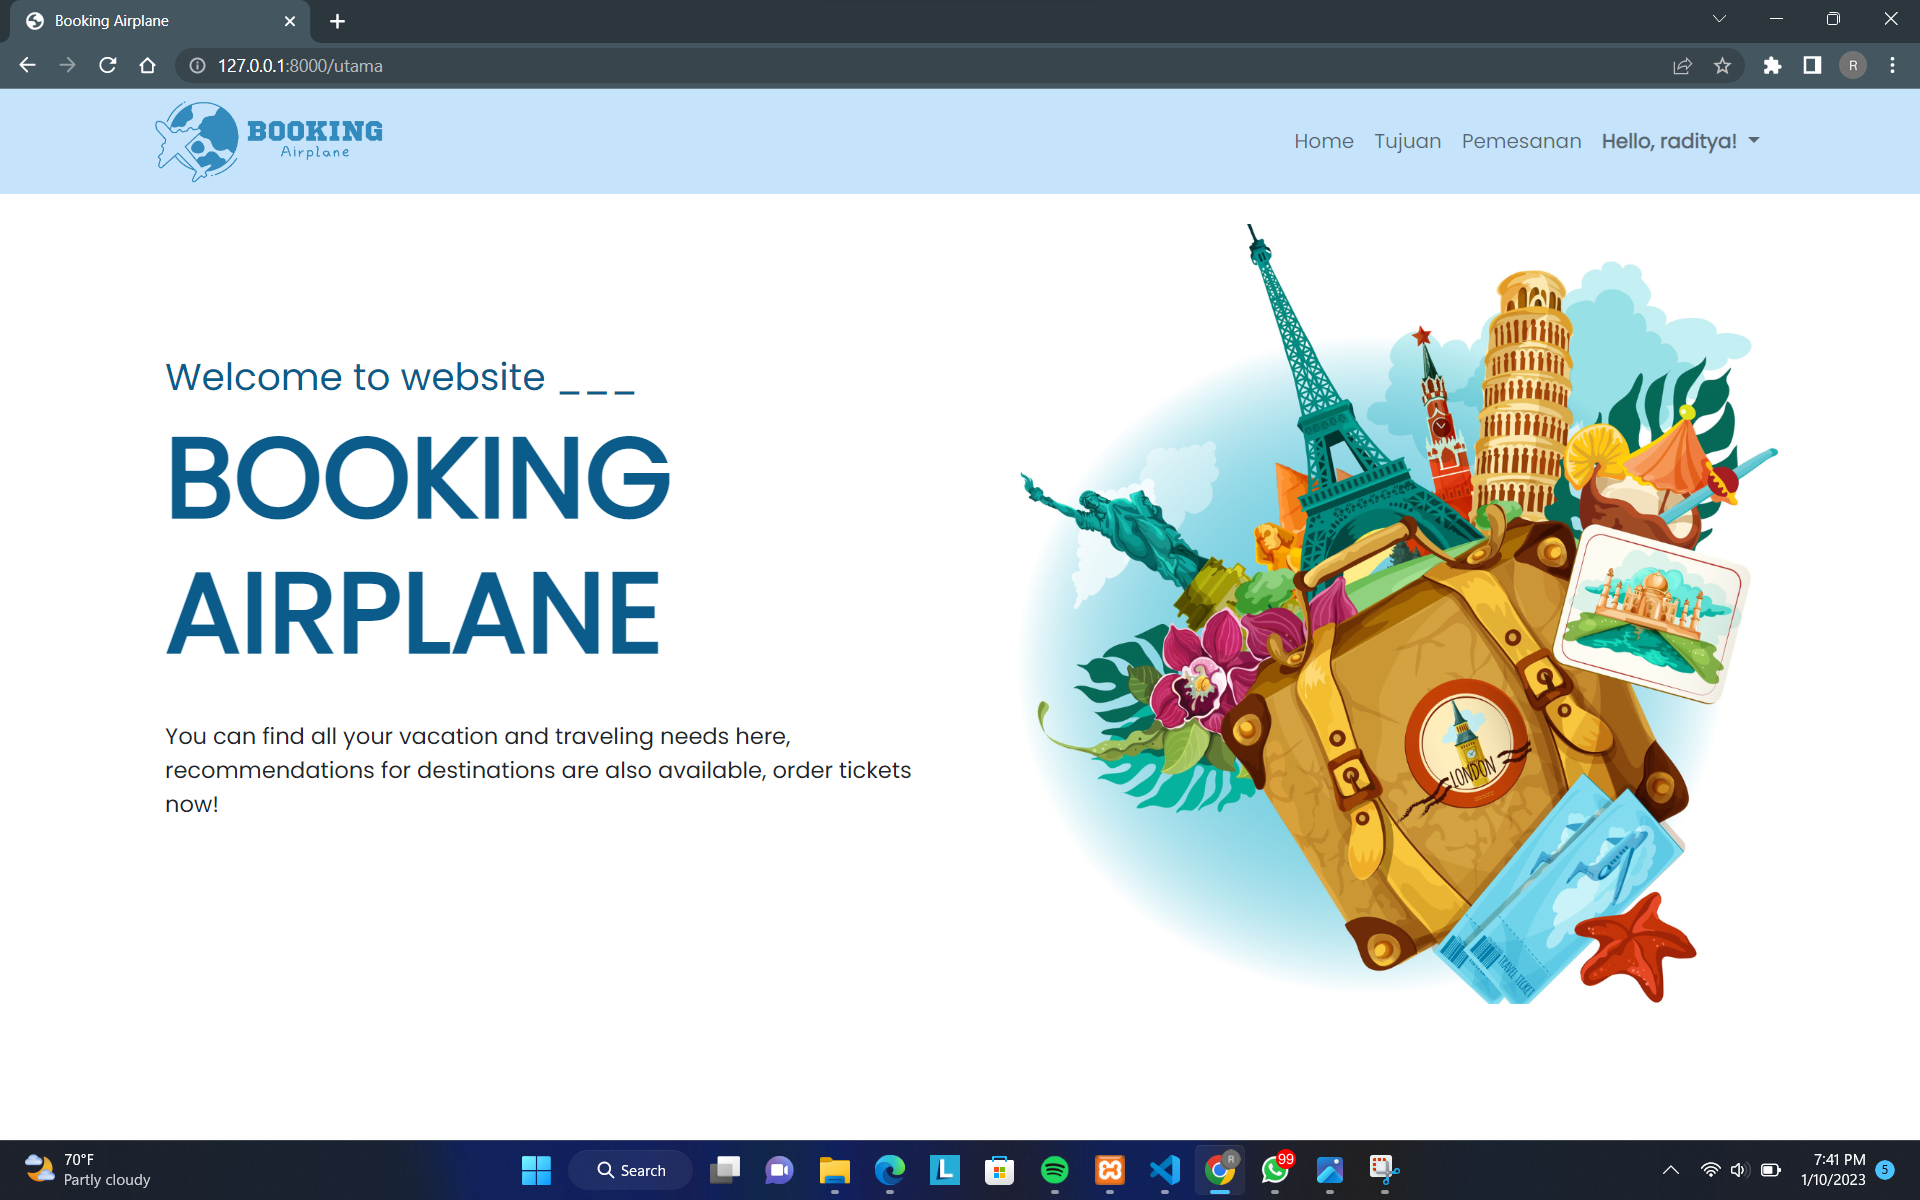 Booking Airplane
127.0.0.1:8000/utama
R
BOOKING
Airplane
Home Tujuan Pemesanan Hello, raditya!
Welcome to website _ _ _
BOOKING
AIRPLANE
You can find all your vacation and traveling needs here,
recommendations for destinations are also available, order tickets
now!
LONDON
TRAVEL TICKET
70°F
Partly cloudy
Search
L
R
99
7:41 PM
1/10/2023
5